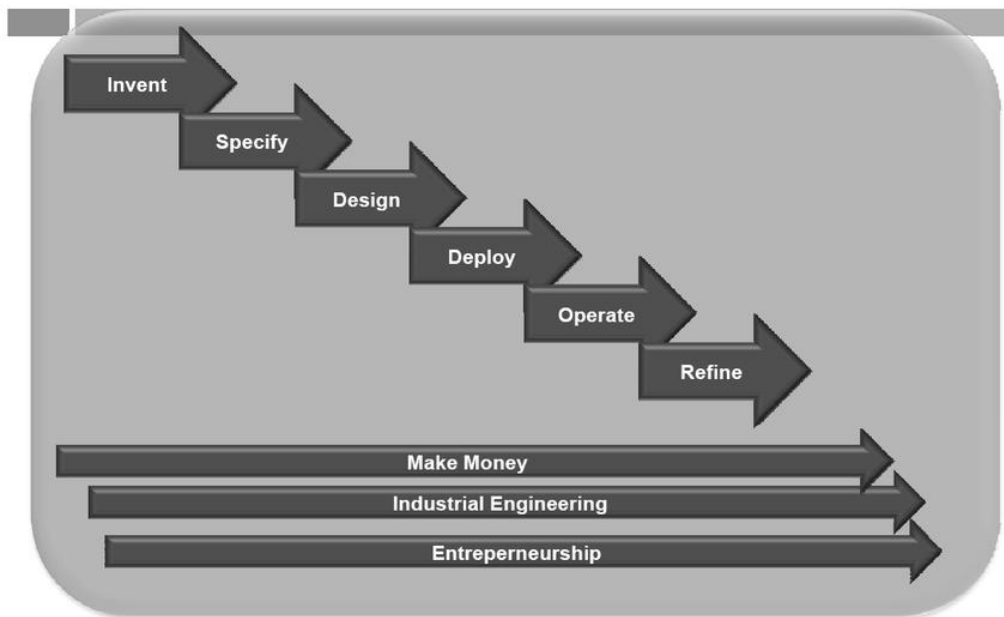 Invent
Specify
Design
Deploy
Operate
Refine
Make Money
Industrial Engineering
Entreperneurship